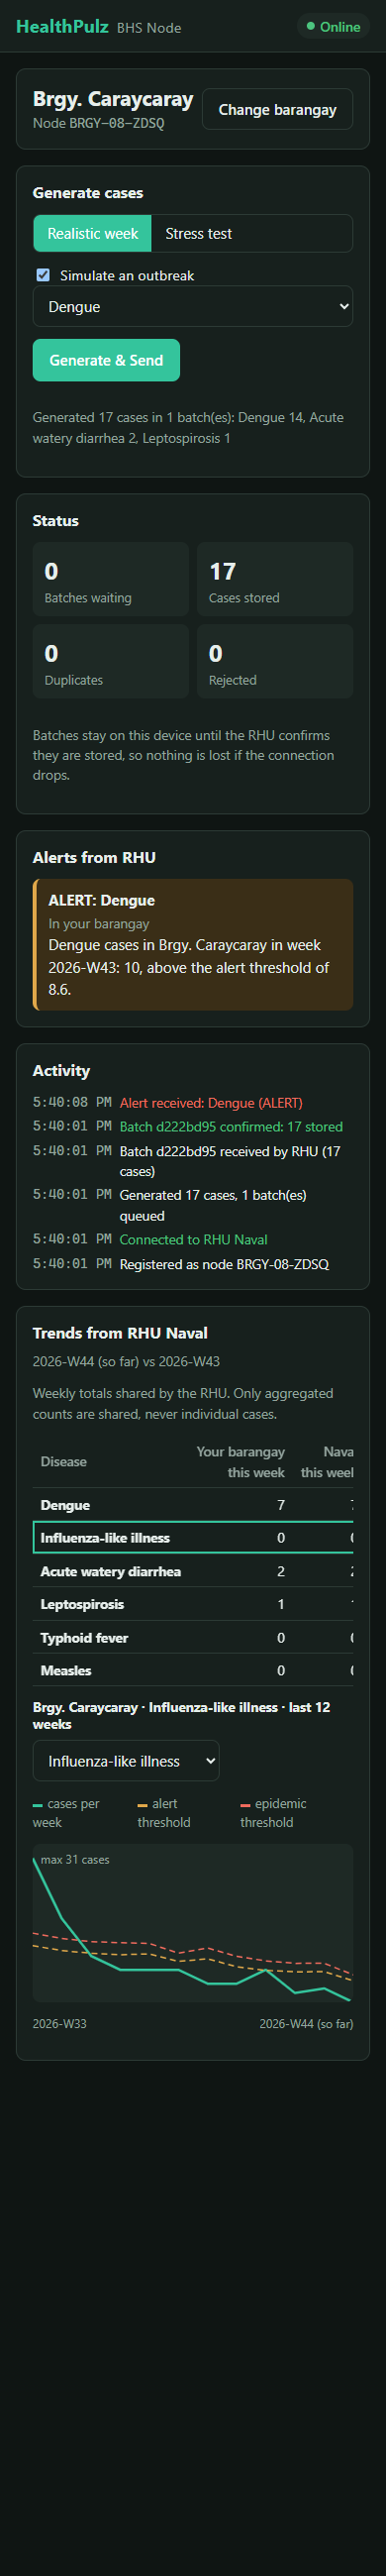 HealthPulz BHS Node
Online
Brgy. Caraycaray
Node BRGY-08-ZDSQ
Change barangay
Generate cases
Realistic week
Stress test
Simulate an outbreak
Dengue
Generate & Send
Generated 17 cases in 1 batch(es): Dengue 14, Acute
watery diarrhea 2, Leptospirosis 1
Status
0
Batches waiting
17
Cases stored
0
Duplicates
0
Rejected
Batches stay on this device until the RHU confirms
they are stored, so nothing is lost if the connection
drops.
Alerts from RHU
ALERT: Dengue
In your barangay
Dengue cases in Brgy. Caraycaray in week
2026-W43: 10, above the alert threshold of
8.6.
Activity
5:40:08 PM Alert received: Dengue (ALERT)
5:40:01 PM Batch d222bd95 confirmed: 17 stored
5:40:01 PM Batch d222bd95 received by RHU (17
cases)
5:40:01 PM Generated 17 cases, 1 batch(es)
queued
5:40:01 PM Connected to RHU Naval
5:40:01 PM Registered as node BRGY-08-ZDSQ
Trends from RHU Naval
2026-W44 (so far) vs 2026-W43
Weekly totals shared by the RHU. Only aggregated
counts are shared, never individual cases.
Disease
Your barangay
this week
Nava
this week
Dengue 7
Influenza-like illness 0
Acute watery diarrhea 2
Leptospirosis 1
Typhoid fever 0
Measles 0
Brgy. Caraycaray · Influenza-like illness · last 12
weeks
Influenza-like illness
cases per
week
alert
threshold
epidemic
threshold
max 31 cases
2026-W33
2026-W44 (so far)